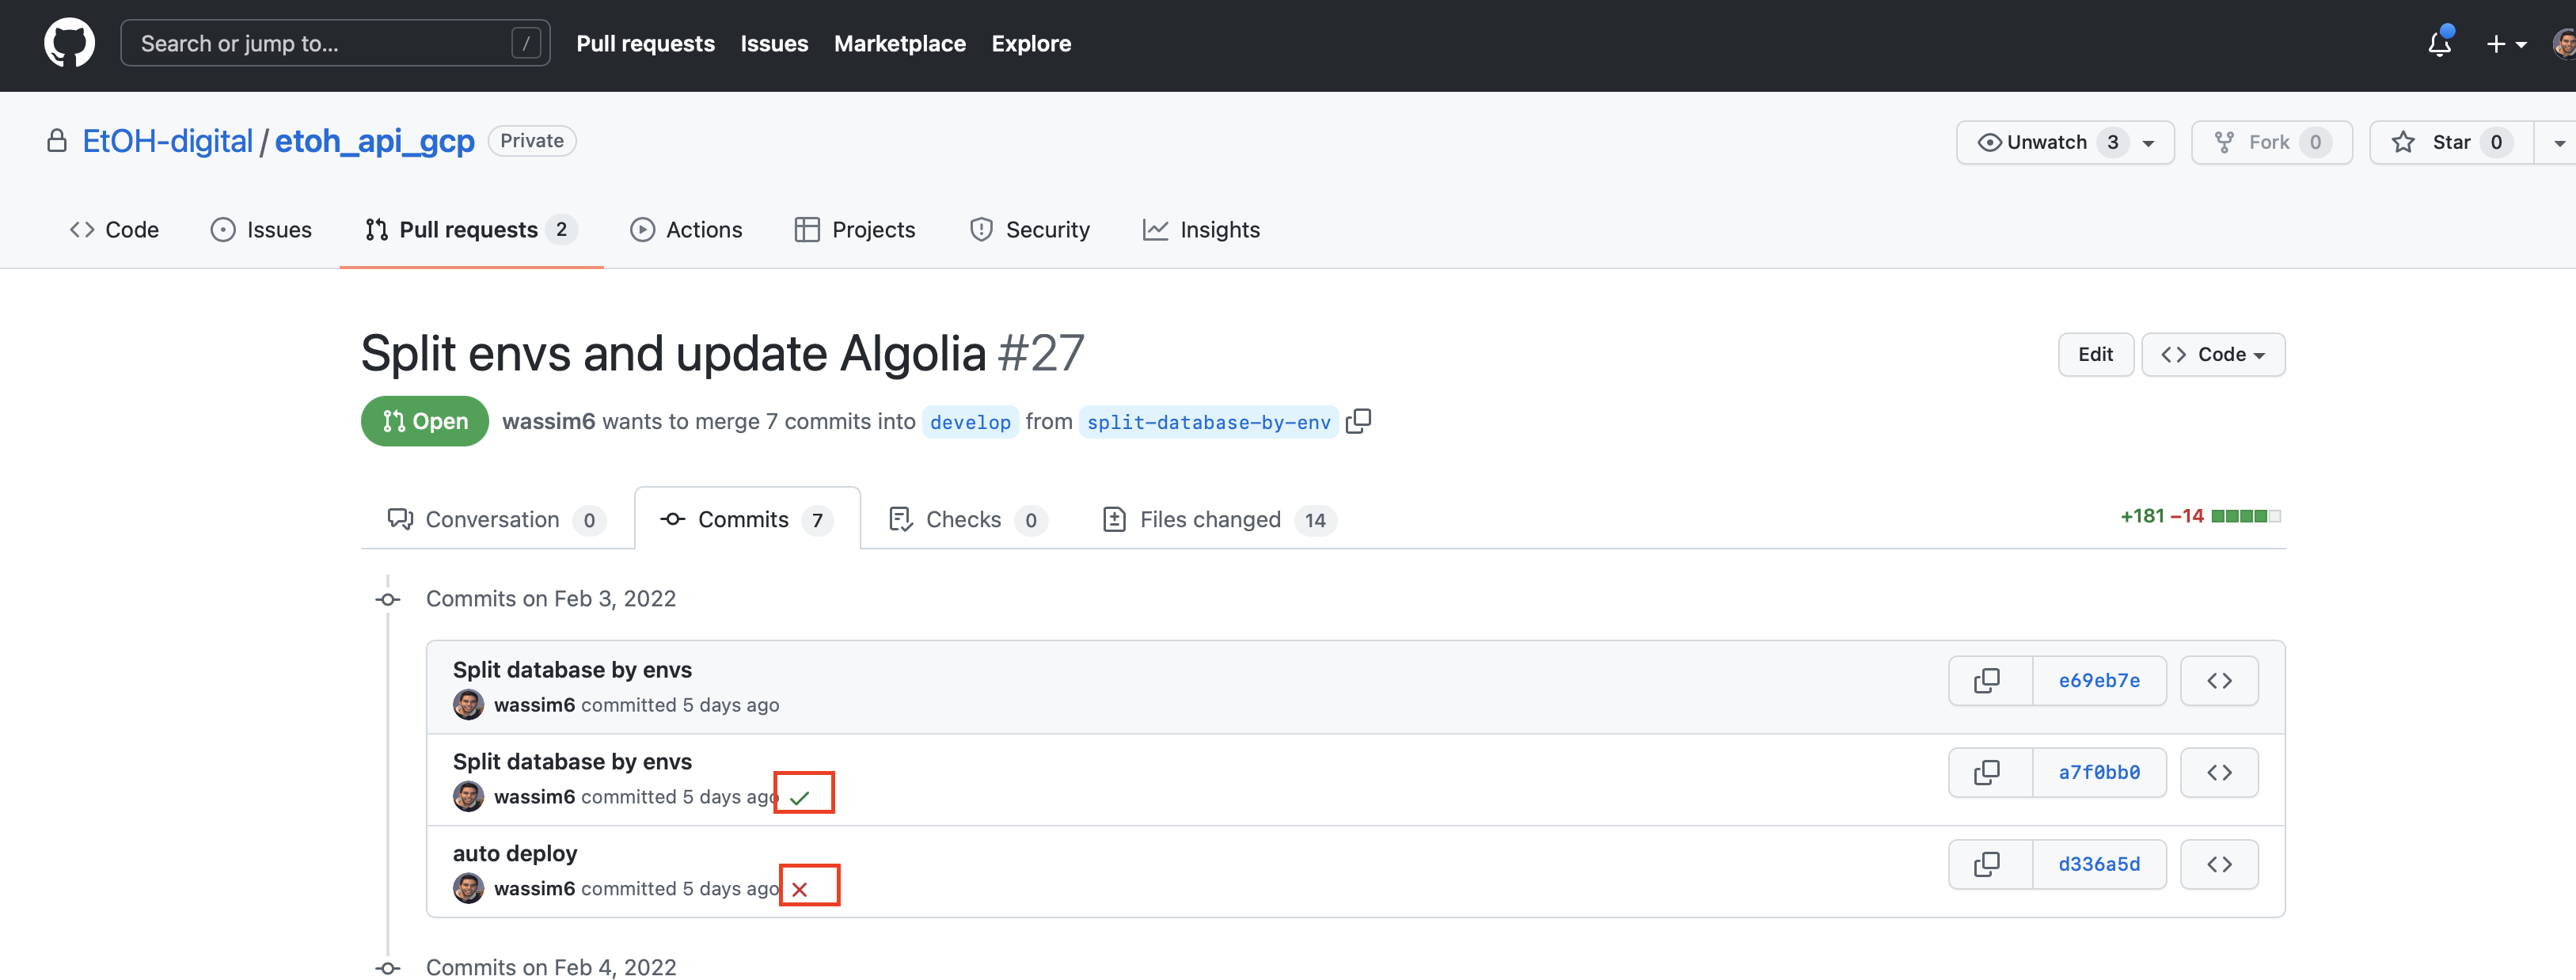 Search or jump to... / Pull requests Issues Marketplace Explore
EtOH-digital / etoh_api_gcp Private Unwatch 3 Fork 0 Star 0
Code Issues Pull requests 2 Actions Projects Security Insights
Split envs and update Algolia #27 Edit Code
Open wassim6 wants to merge 7 commits into develop from split-database-by-env
Conversation 0 Commits 7 Checks 0 Files changed 14 +181 −14
Commits on Feb 3, 2022
Split database by envs
wassim6 committed 5 days ago e69eb7e
Split database by envs
wassim6 committed 5 days ago a7f0bb0
auto deploy
wassim6 committed 5 days ago d336a5d
Commits on Feb 4, 2022